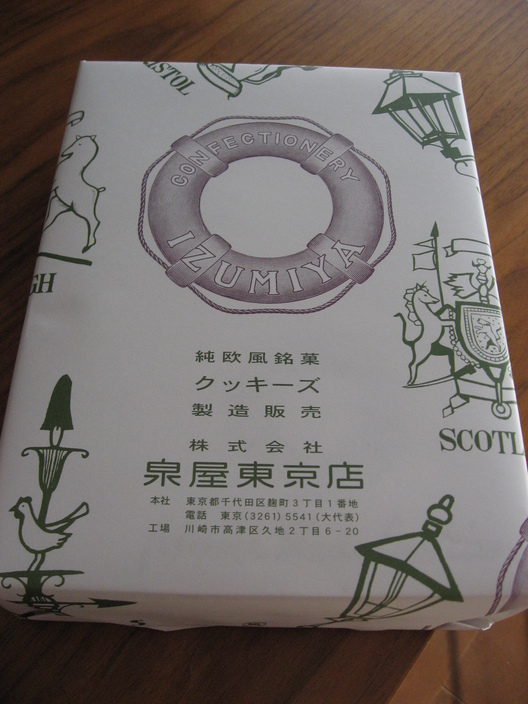 CONFECTIONERY
IZUMIYA
純欧風銘菓
クッキーズ
製造販売
株式会社
泉屋東京店
本社 東京都千代田区麹町3丁目1番地
電話 東京(3261)5541(大代表)
工場 川崎市高津区久地2丁目6-20